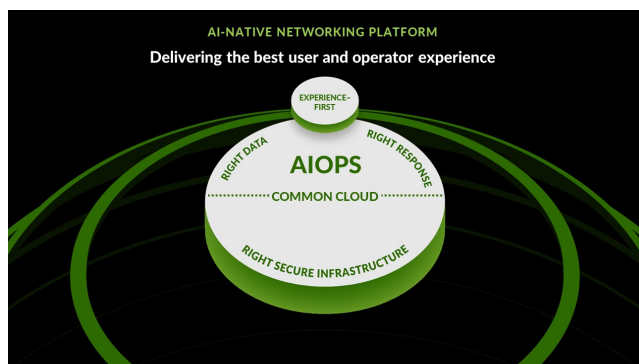 AI-NATIVE NETWORKING PLATFORM
Delivering the best user and operator experience
EXPERIENCE–
FIRST
RIGHT DATA
RIGHT RESPONSE
AIOPS
COMMON CLOUD
RIGHT SECURE INFRASTRUCTURE